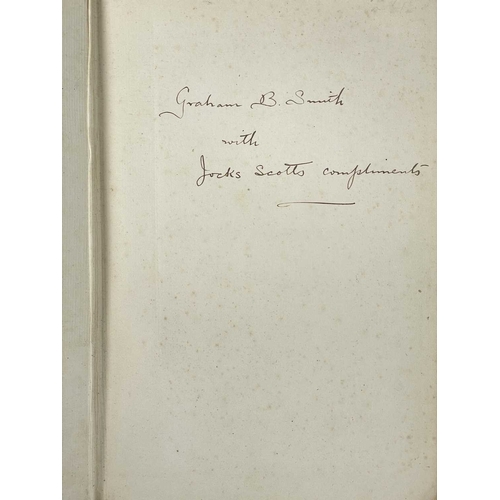 Graham B. Smith
with
Jocks Scotts compliments